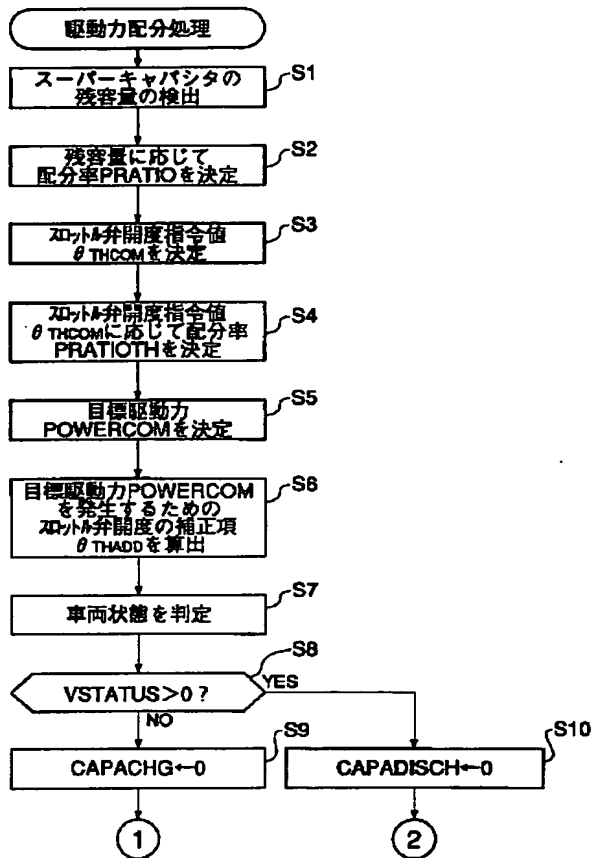 駆動力配分処理
スーパーキャパシタの
残容量の検出
S1
残容量に応じて
配分率PRATIOを決定
S2
スロットル弁開度指令値
θTHCOMを決定
S3
スロットル弁開度指令値
θTHCOMに応じて配分率
PRATIOTHを決定
S4
目標駆動力
POWERCOMを決定
S5
目標駆動力POWERCOM
を発生するための
スロットル弁開度の補正項
θTHADDを算出
S6
車両状態を判定
S7
VSTATUS>0?
S8
YES
NO
CAPACHG←0
S9
CAPADISCH←0
S10
1
2